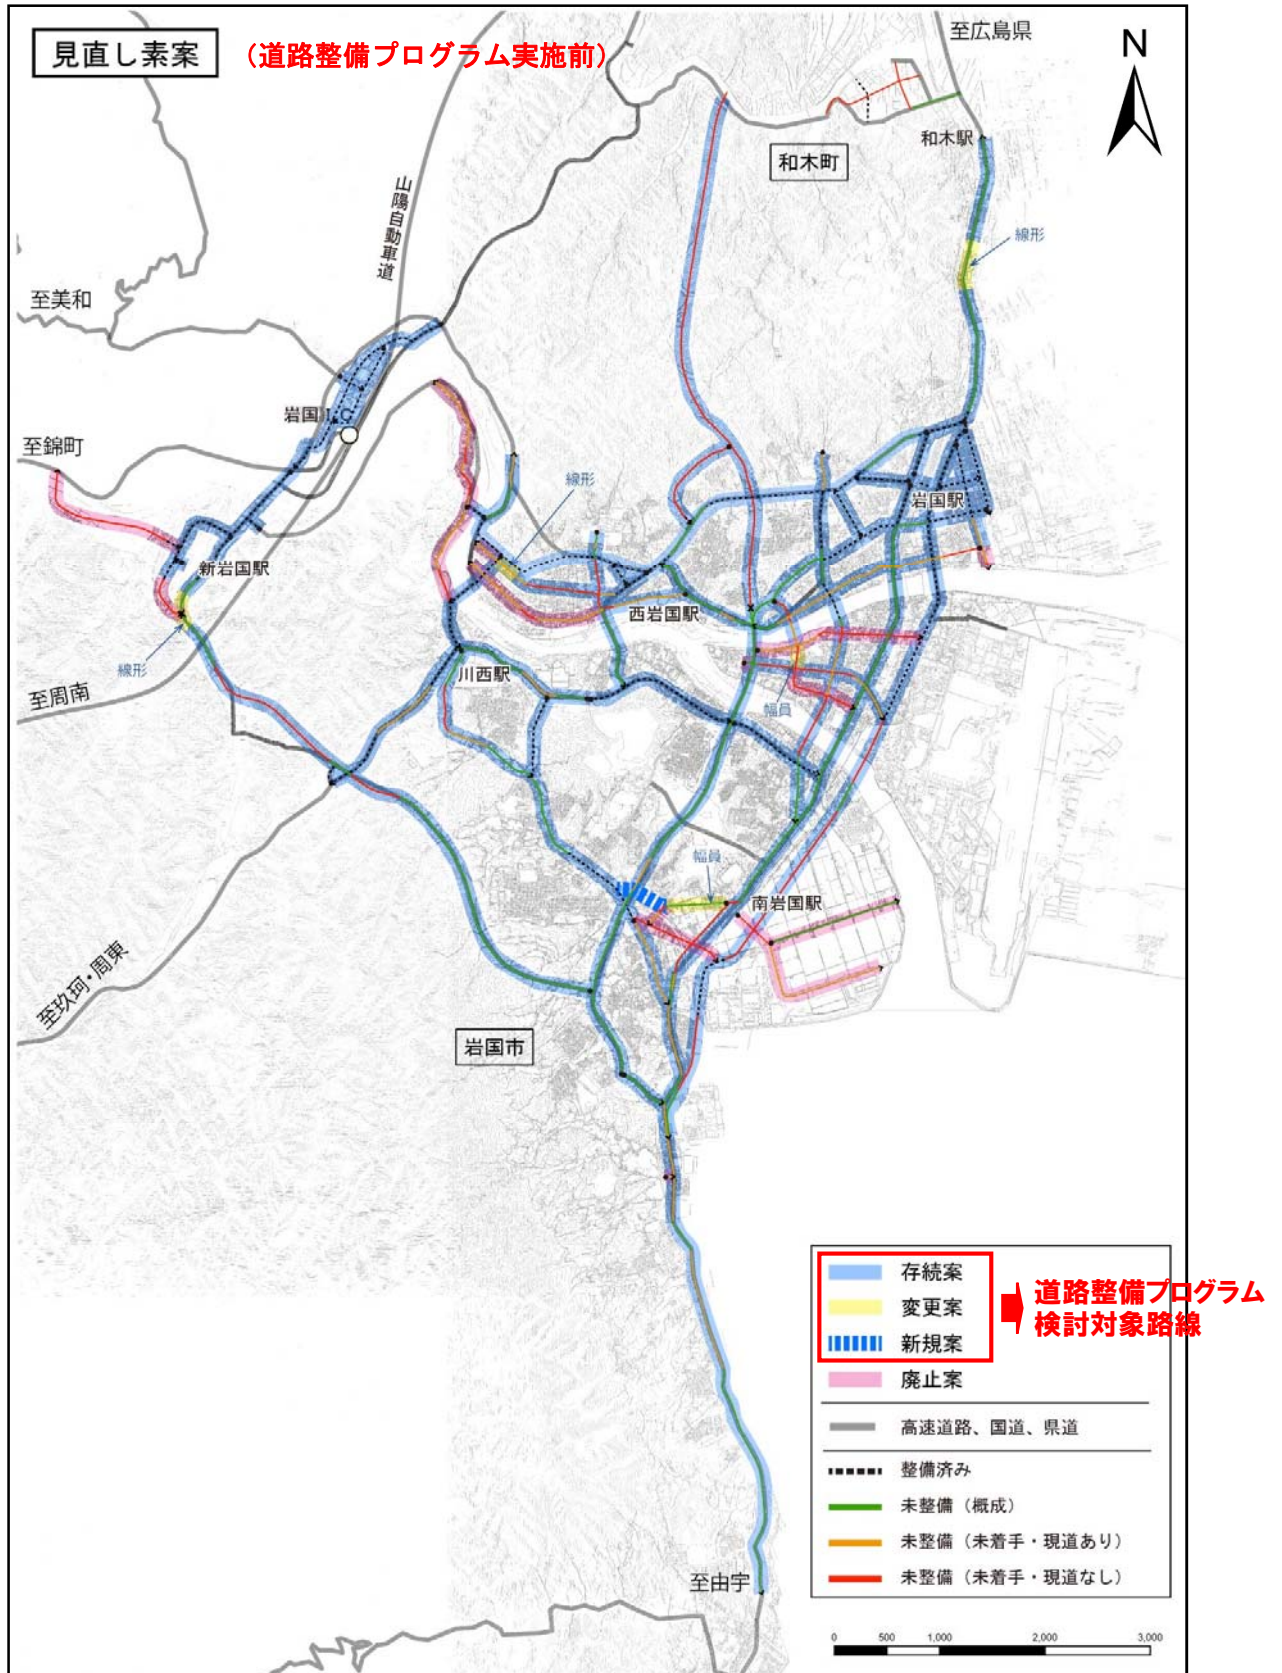 見直し素案
（道路整備プログラム実施前）
至広島県
N
和木駅
和木町
山陽自動車道
線形
至美和
岩国I.C
至錦町
線形
岩国駅
新岩国駅
西岩国駅
線形
川西駅
至周南
幅員
幅員
南岩国駅
至玖珂・周東
岩国市
存続案
変更案
新規案
道路整備プログラム
検討対象路線
廃止案
高速道路、国道、県道
整備済み
未整備（概成）
未整備（未着手・現道あり）
未整備（未着手・現道なし）
至由宇
0 500 1,000 2,000 3,000